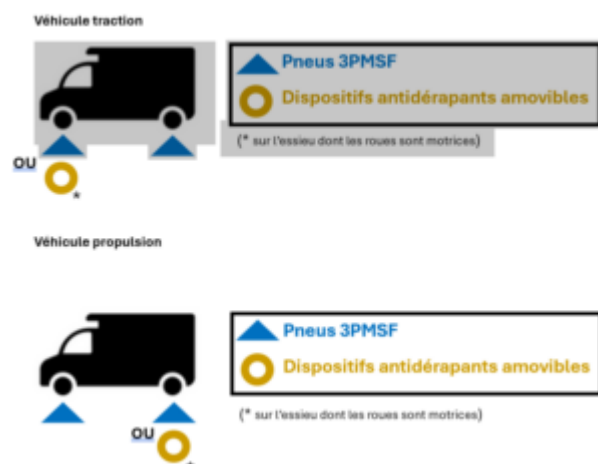 Véhicule traction
Pneus 3PMSF
Dispositifs antidérapants amovibles
(* sur l'essieu dont les roues sont motrices)
OU
*
Véhicule propulsion
Pneus 3PMSF
Dispositifs antidérapants amovibles
(* sur l'essieu dont les roues sont motrices)
OU
*